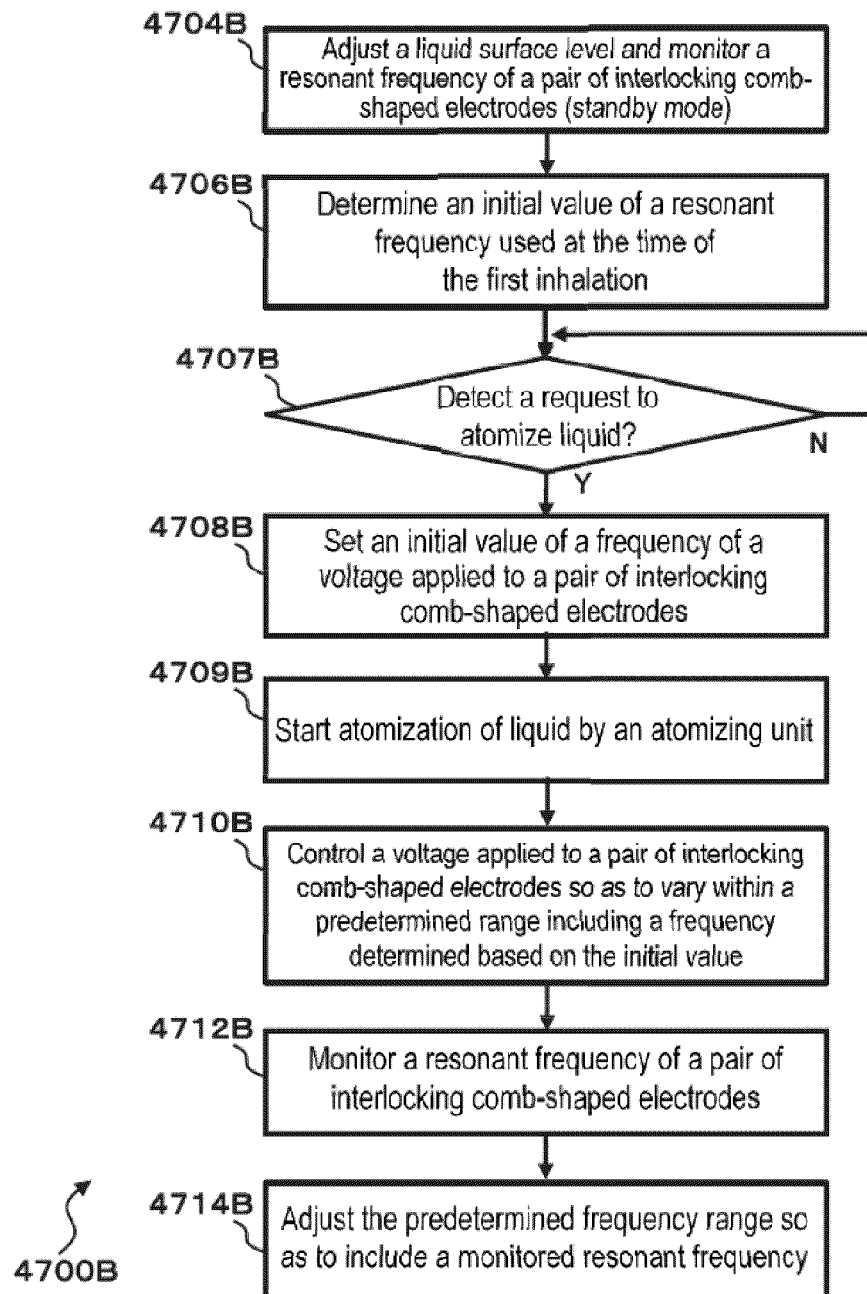 4704B
Adjust a liquid surface level and monitor a
resonant frequency of a pair of interlocking comb-
shaped electrodes (standby mode)
4706B
Determine an initial value of a resonant
frequency used at the time of
the first inhalation
4707B
Detect a request to
atomize liquid?
N
Y
4708B
Set an initial value of a frequency of a
voltage applied to a pair of interlocking
comb-shaped electrodes
4709B
Start atomization of liquid by an atomizing unit
4710B
Control a voltage applied to a pair of interlocking
comb-shaped electrodes so as to vary within a
predetermined range including a frequency
determined based on the initial value
4712B
Monitor a resonant frequency of a pair of
interlocking comb-shaped electrodes
4714B
Adjust the predetermined frequency range so
as to include a monitored resonant frequency
4700B